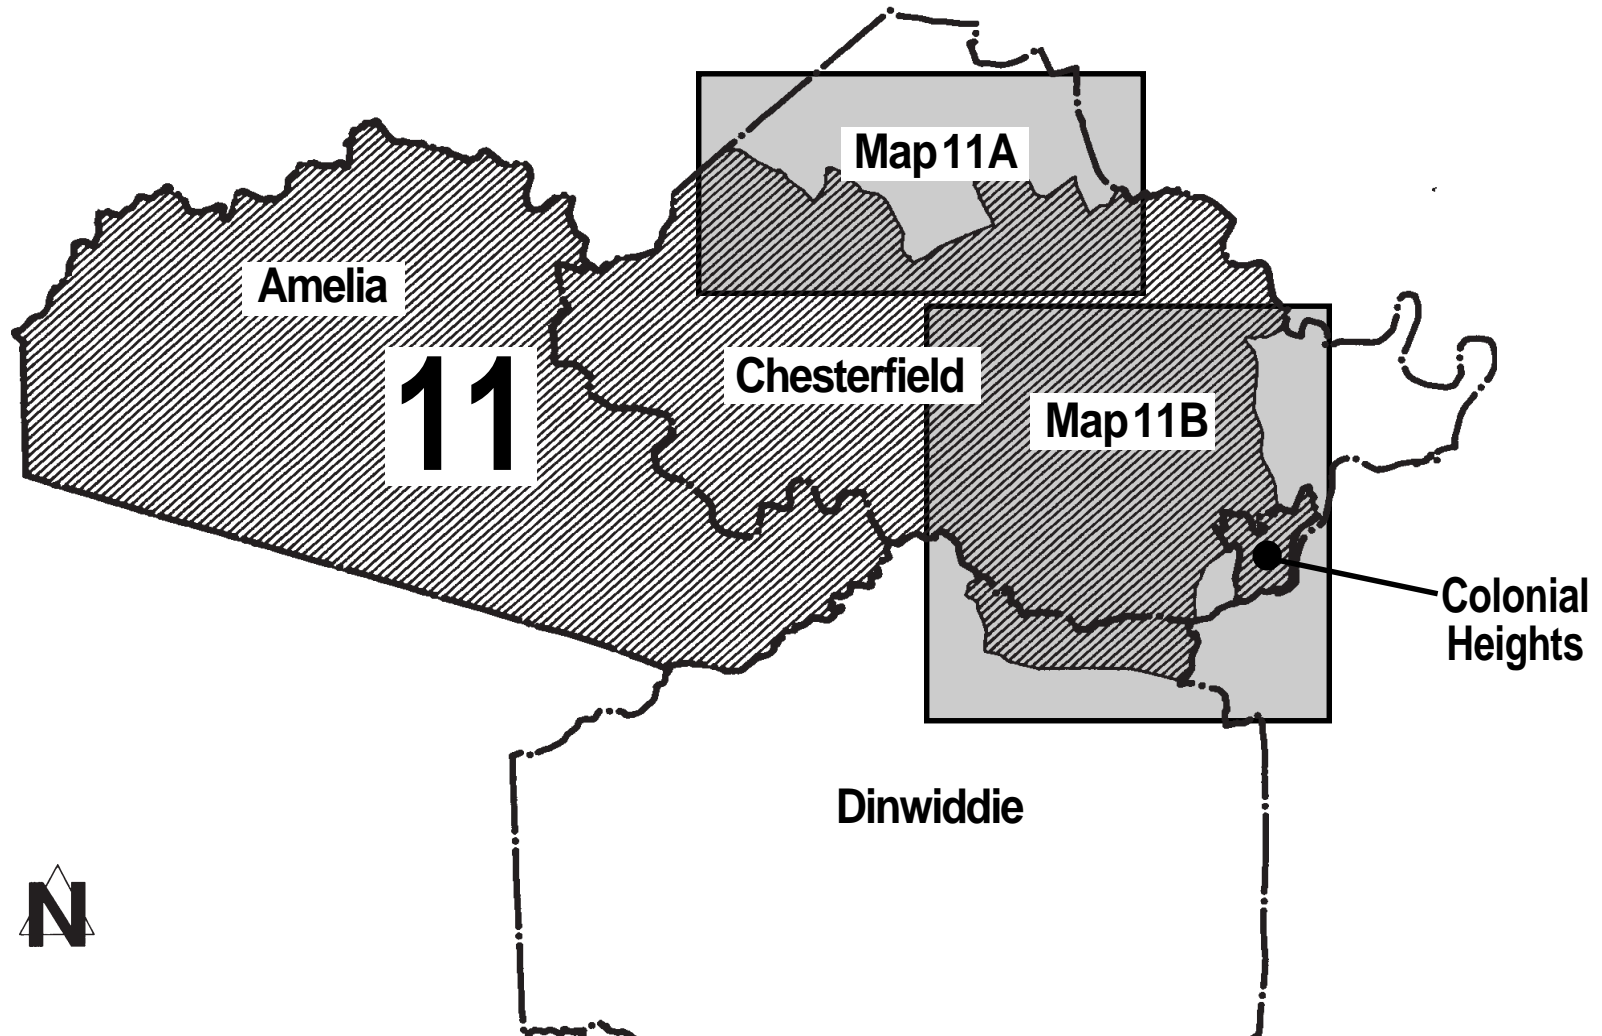 Map 11A
Amelia
11
Chesterfield
Map 11B
Colonial
Heights
Dinwiddie
N